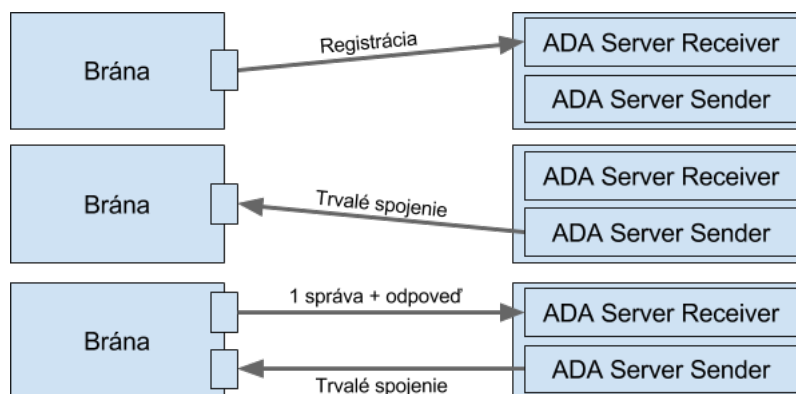 Brána
Registrácia
ADA Server Receiver
ADA Server Sender
Brána
Trvalé spojenie
ADA Server Receiver
ADA Server Sender
Brána
1 správa + odpoveď
Trvalé spojenie
ADA Server Receiver
ADA Server Sender